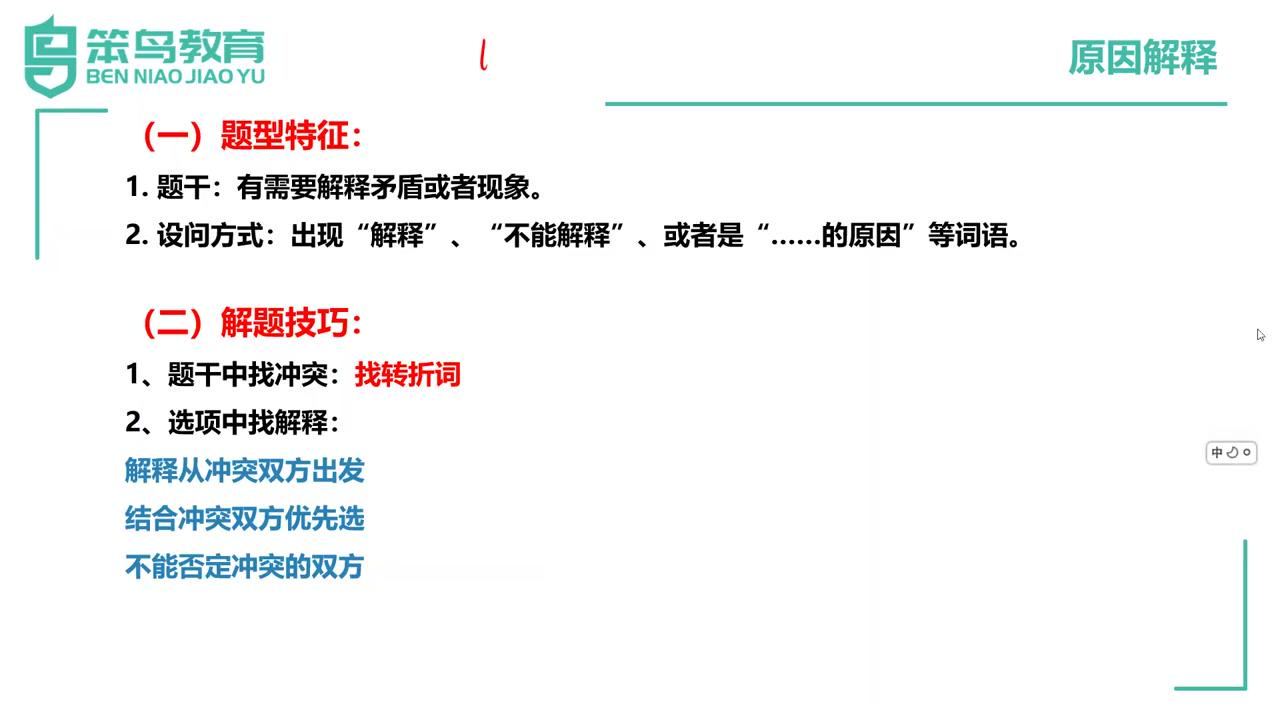 笨鸟教育
BEN NIAO JIAO YU
原因解释
（一）题型特征：
1. 题干：有需要解释矛盾或者现象。
2. 设问方式：出现“解释”、“不能解释”、或者是“……的原因”等词语。
（二）解题技巧：
1、题干中找冲突：找转折词
2、选项中找解释：
解释从冲突双方出发
结合冲突双方优先选
不能否定冲突的双方
中